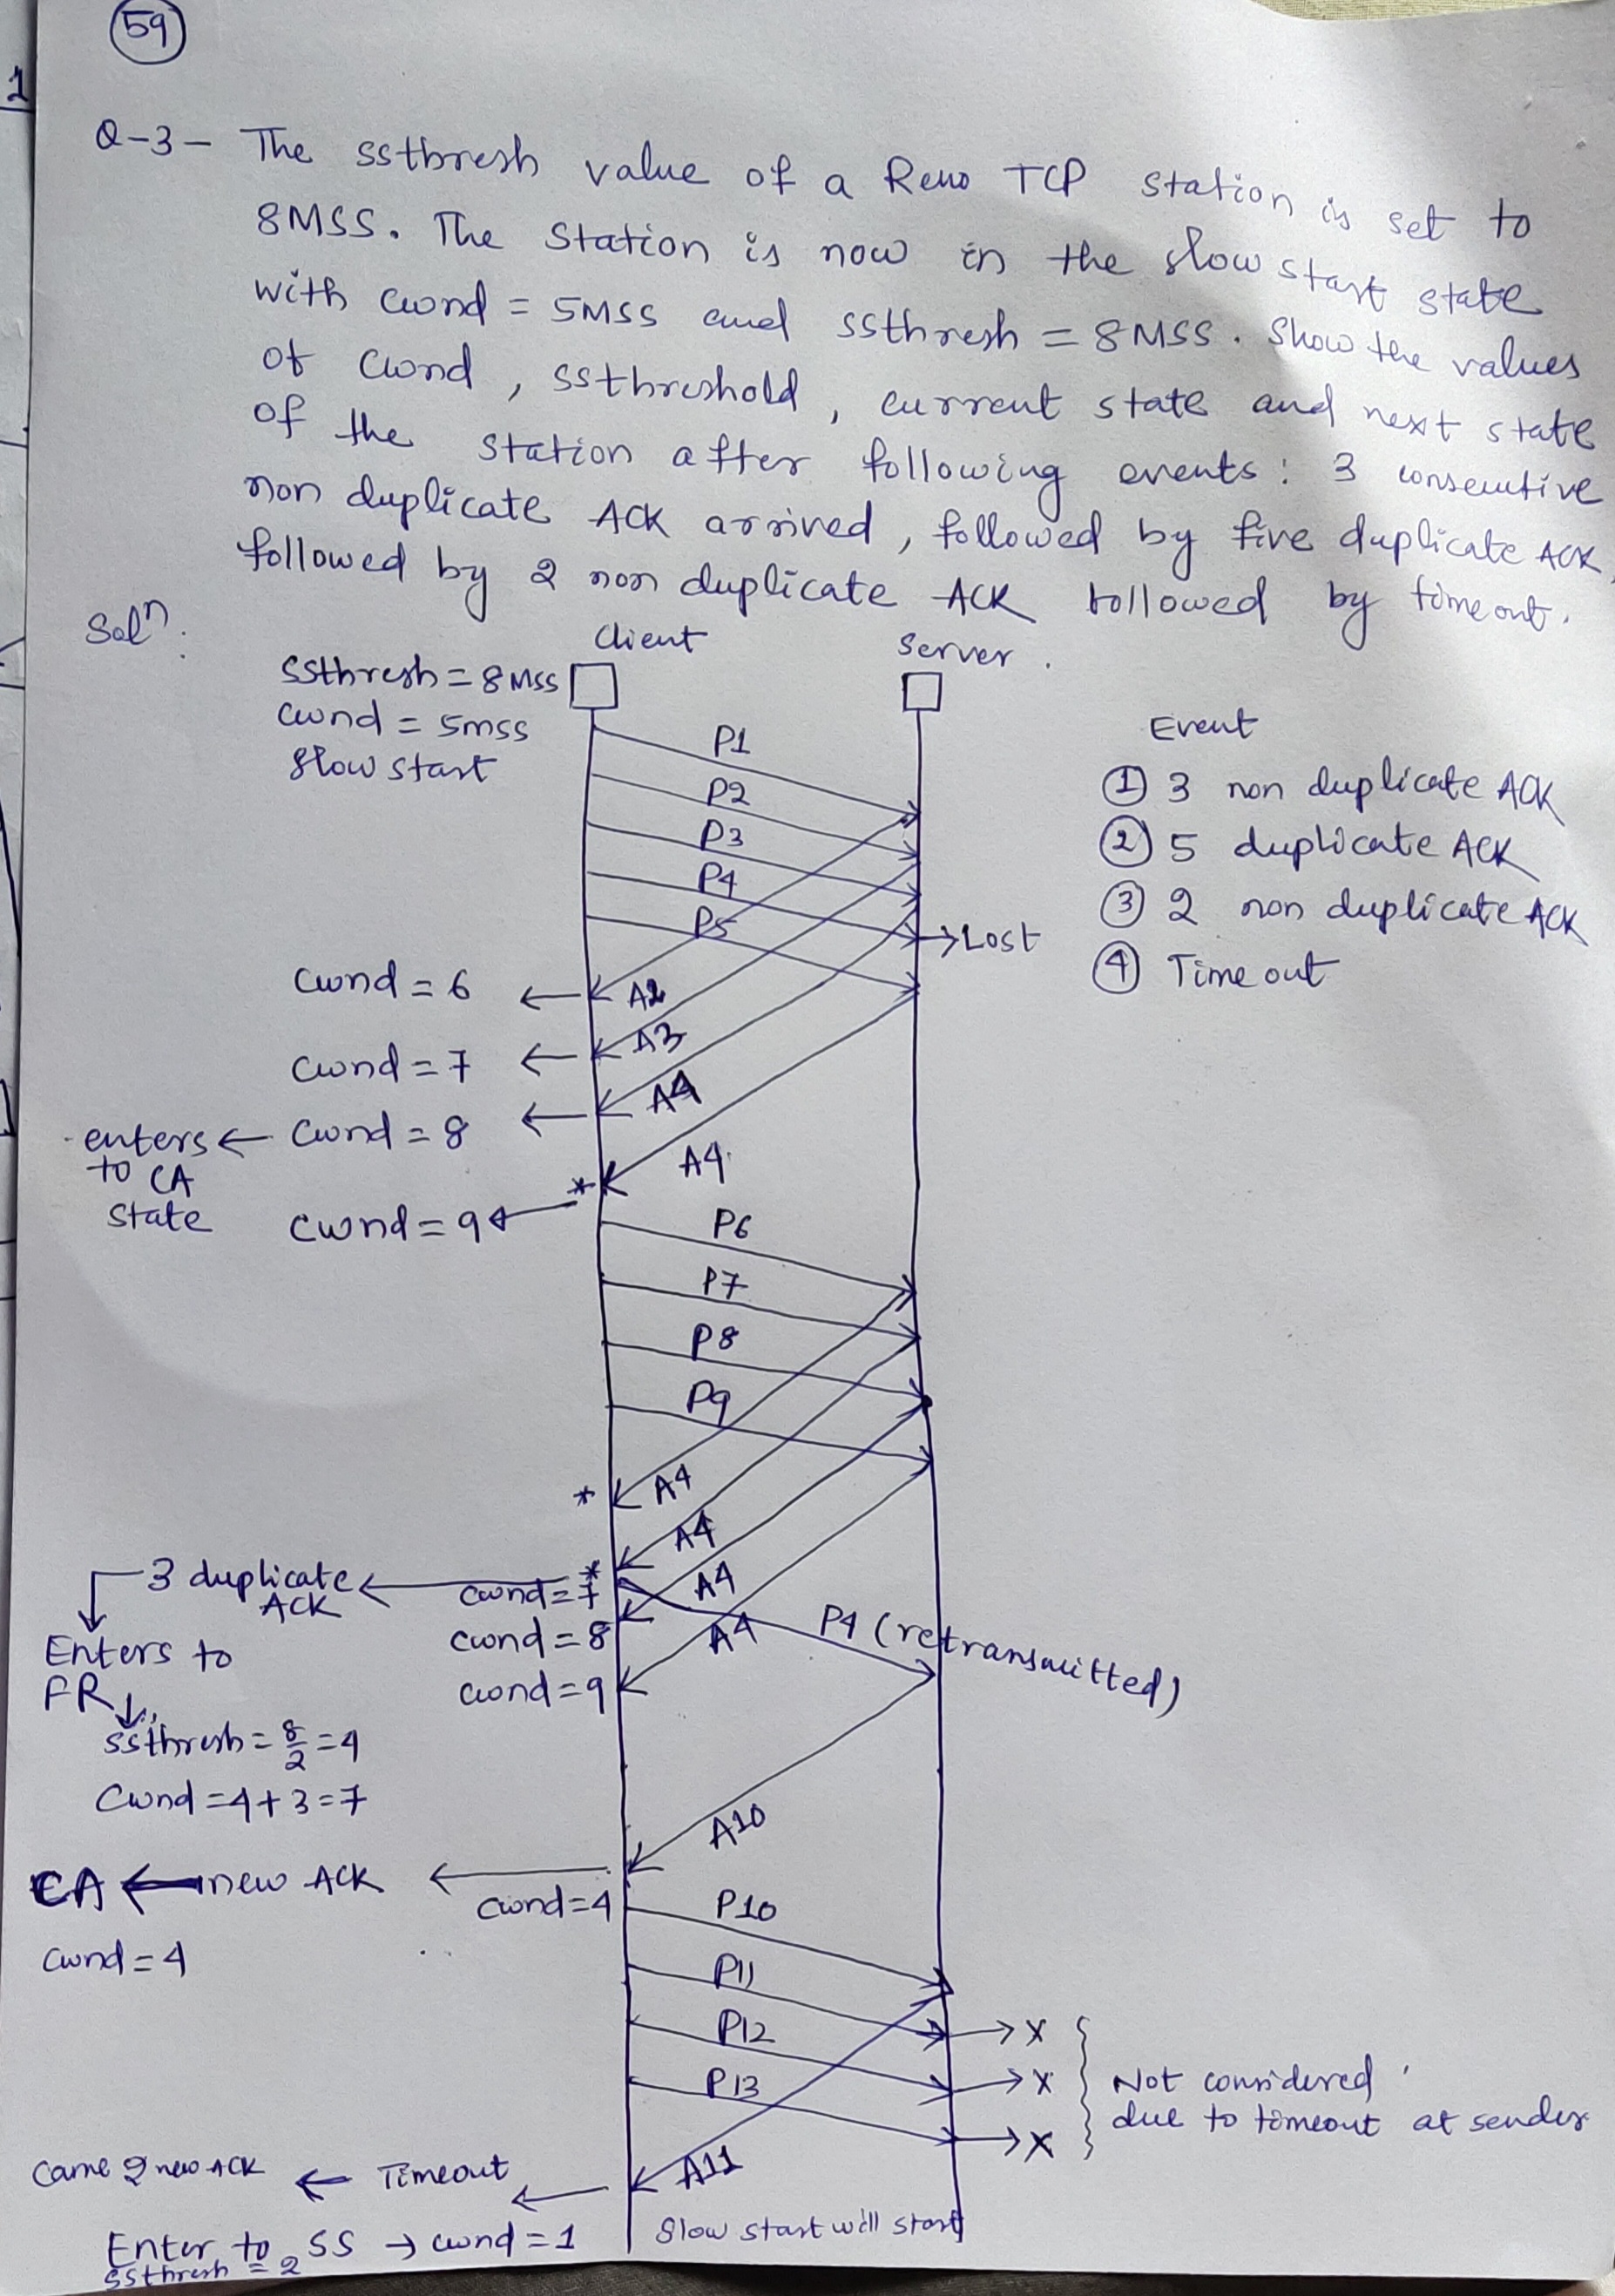 59
1
Q-3- The ssthresh value of a Reno TCP station is set to
8MSS. The Station is now in the slow start state
with cwnd = 5MSS and ssthresh = 8MSS. Show the values
of cwnd, ssthreshold, current state and next state
of the station after following events: 3 consecutive
non duplicate ACK arrived, followed by five duplicate ACK,
followed by 2 non duplicate ACK followed by timeout.
Solⁿ:
Client
Server.
ssthresh = 8 MSS
cwnd = 5mss
slow start
Event
① 3 non duplicate ACK
② 5 duplicate ACK
③ 2 non duplicate ACK
④ Time out
P1
P2
P3
P4
P5
→Lost
cwnd = 6 ← A2
cwnd = 7 ← A3
enters ← cwnd = 8 ← A4
to CA
state
* A4
cwnd = 9 ←
P6
P7
P8
P9
* A4
* A4
3 duplicate ←
ACK
cwnd = 7
A4
Enters to
FR
cwnd = 8
A4
P4 (retransmitted)
cwnd = 9
ssthresh = 8/2 = 4
cwnd = 4+3 = 7
A10
CA ← new ACK ←
cwnd = 4
cwnd = 4
P10
P11
P12
P13
→ X
→ X
→ X
Not considered
due to timeout at sender
Came 2 new ACK ← Timeout ← A11
Enter to SS → cwnd = 1
ssthresh = 2
Slow start will start